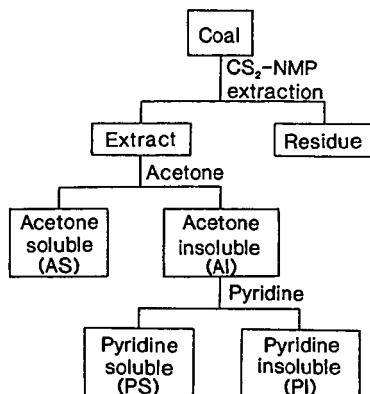 Coal
CS₂-NMP
extraction
Extract
Residue
Acetone
Acetone
soluble
(AS)
Acetone
insoluble
(AI)
Pyridine
Pyridine
soluble
(PS)
Pyridine
insoluble
(PI)